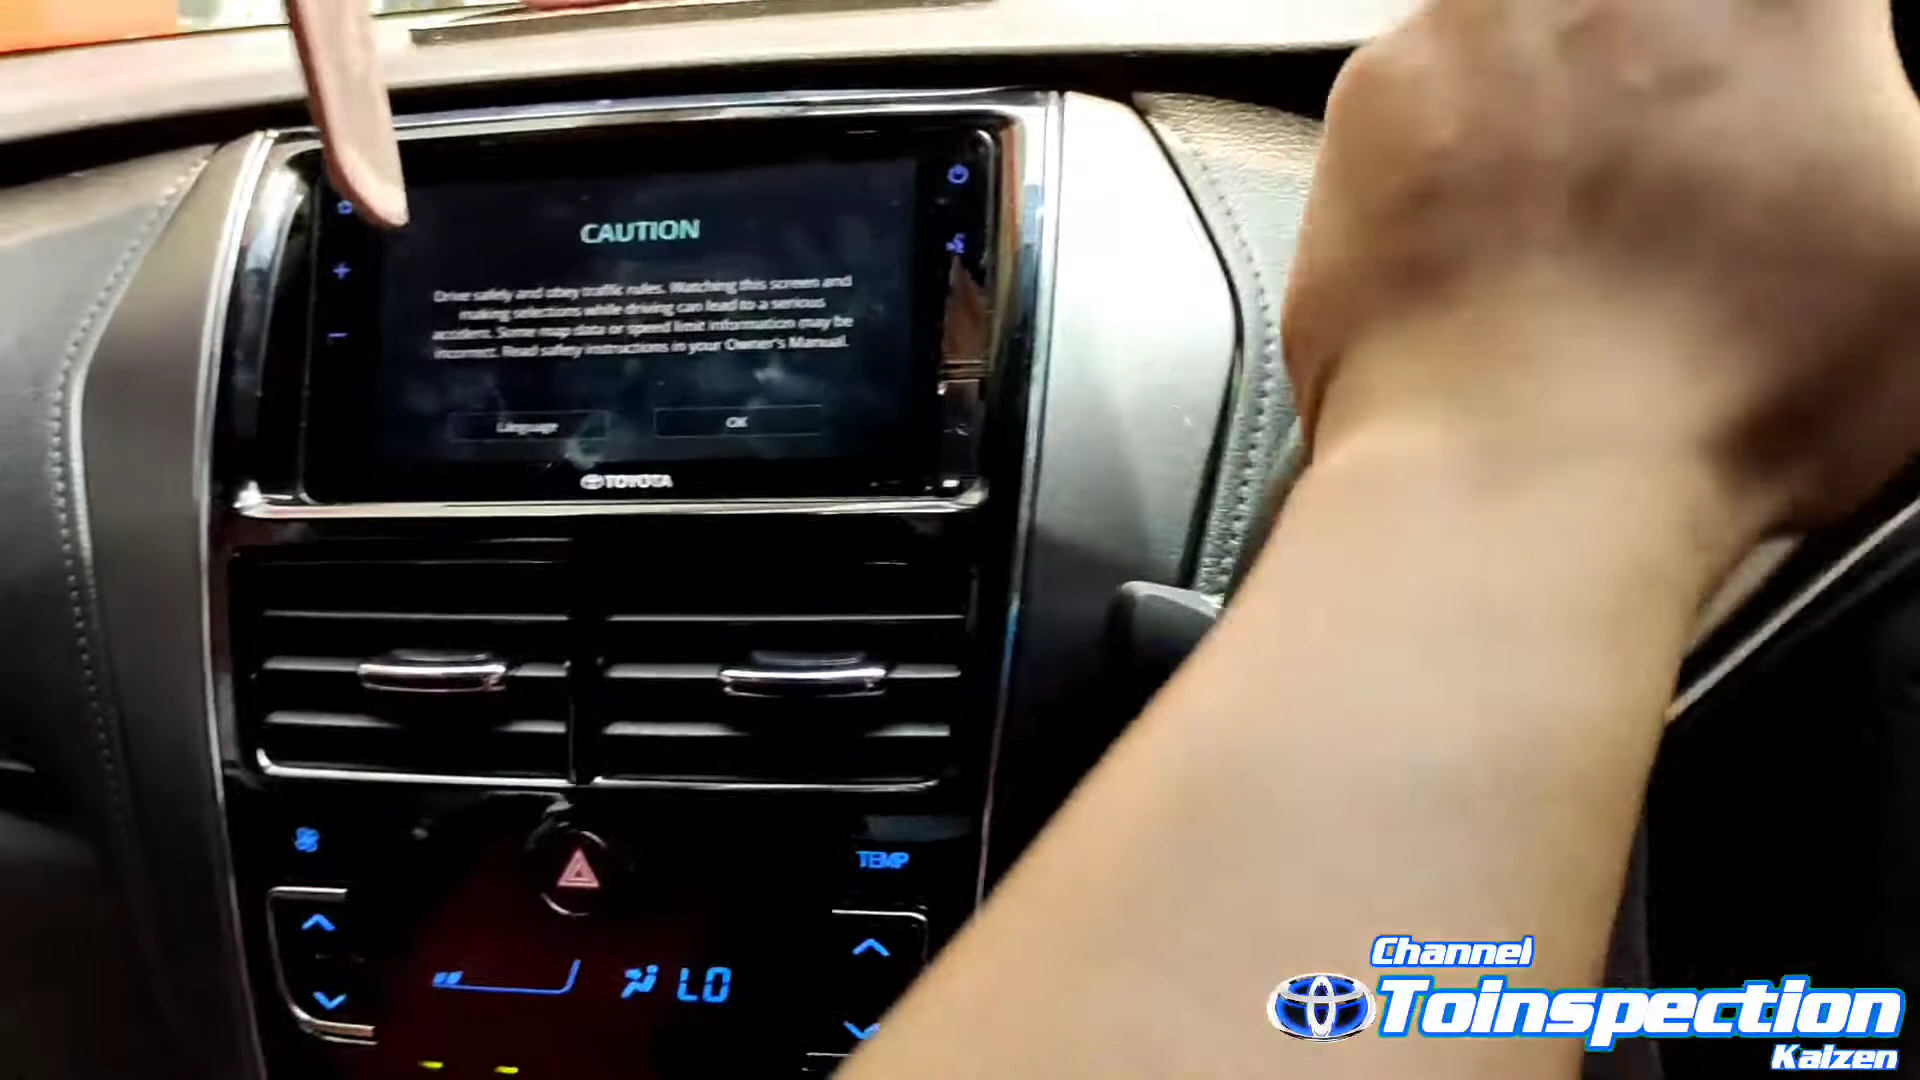 CAUTION
Drive safely and obey traffic rules. Watching this screen and
making selections while driving can lead to a serious
accident. Some map data or speed limit information may be
incorrect. Read safety instructions in your Owner's Manual.
Language
OK
TOYOTA
TEMP
LO
Channel
Toinspection
Kaizen